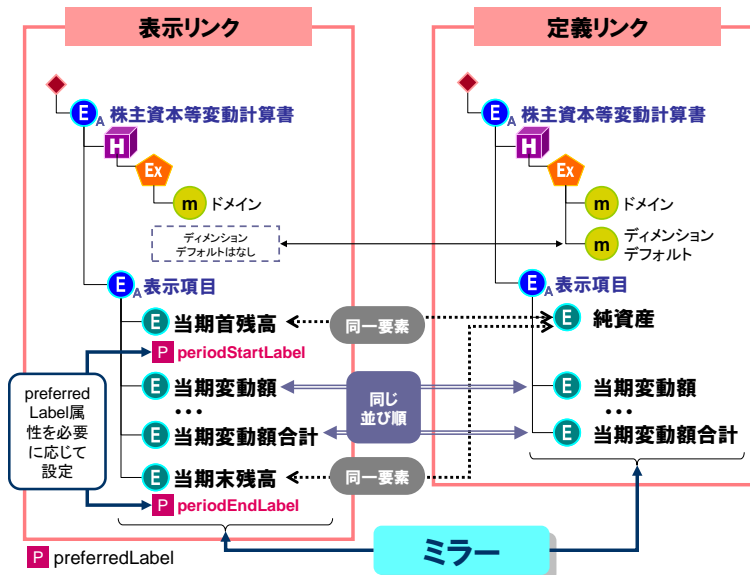 表示リンク
E
A
株主資本等変動計算書
H
Ex
m
ドメイン
ディメンション
デフォルトはなし
E
A
表示項目
E
当期首残高
P
periodStartLabel
E
当期変動額
…
E
当期変動額合計
E
当期末残高
P
periodEndLabel
preferred
Label属
性を必要
に応じて
設定
P
preferredLabel
同一要素
同じ
並び順
同一要素
定義リンク
E
A
株主資本等変動計算書
H
Ex
m
ドメイン
m
ディメンション
デフォルト
E
A
表示項目
E
純資産
E
当期変動額
…
E
当期変動額合計
ミラー